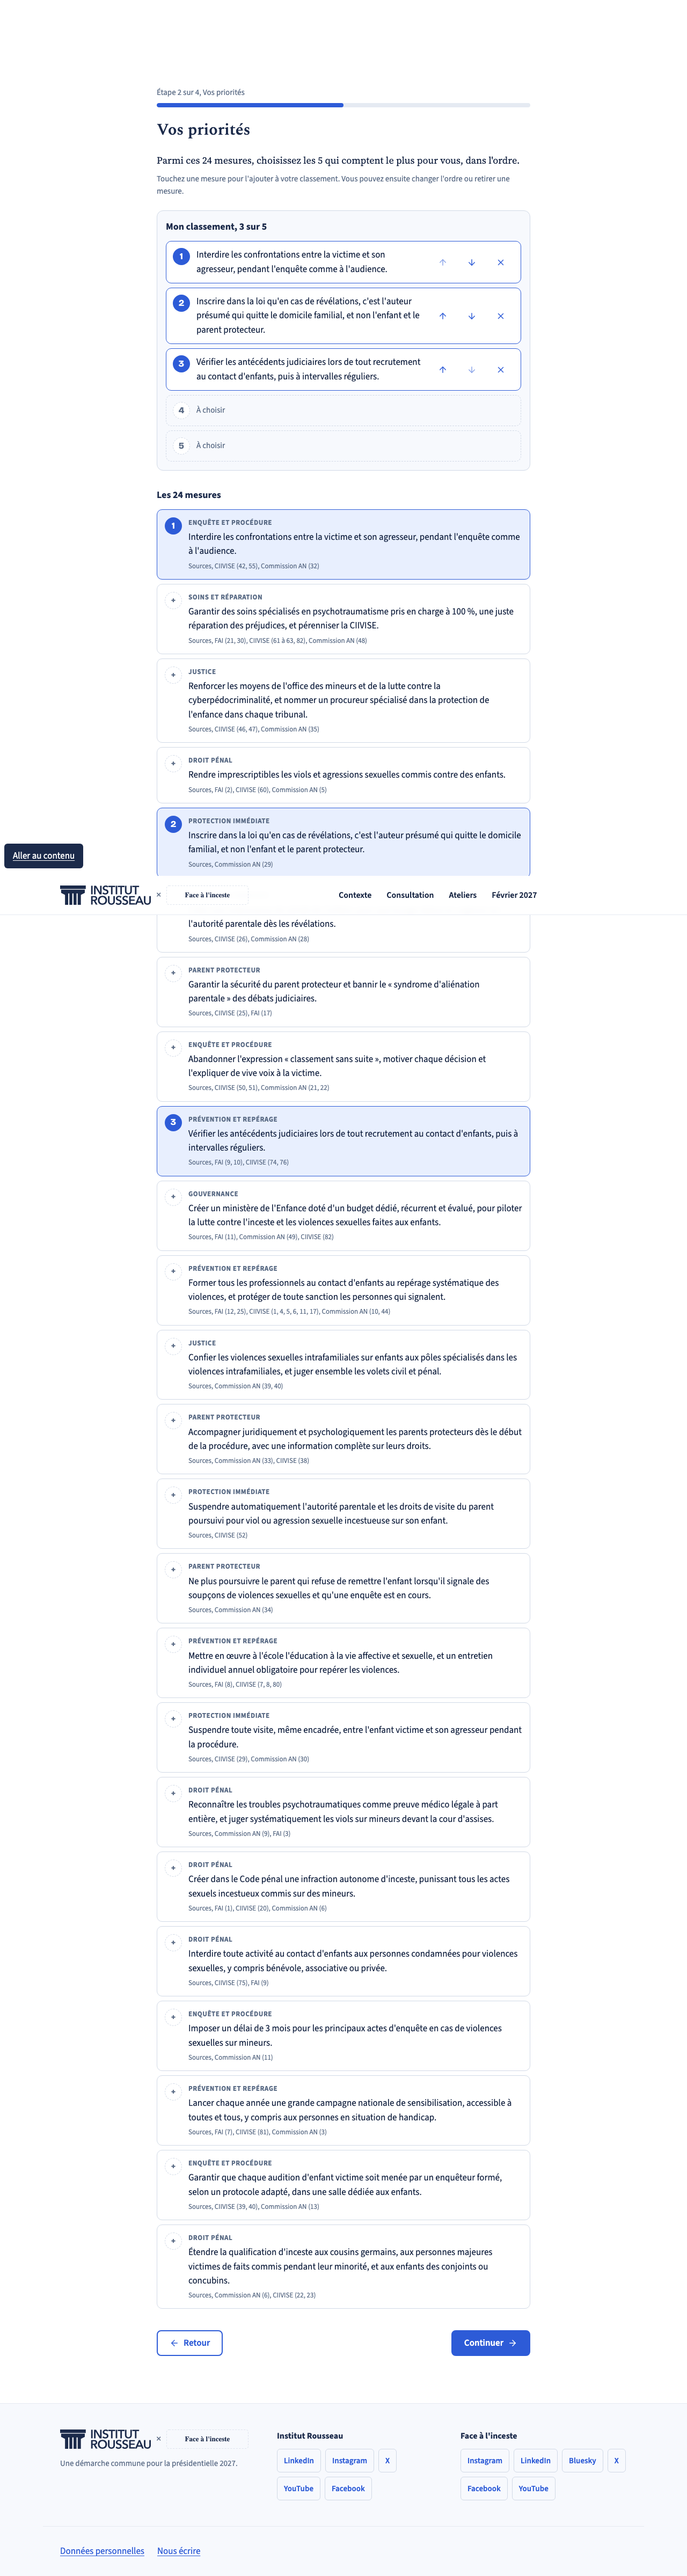 Étape 2 sur 4, Vos priorités
Vos priorités
Parmi ces 24 mesures, choisissez les 5 qui comptent le plus pour vous, dans l'ordre.
Touchez une mesure pour l'ajouter à votre classement. Vous pouvez ensuite changer l'ordre ou retirer une
mesure.
Mon classement, 3 sur 5
1
Interdire les confrontations entre la victime et son
agresseur, pendant l'enquête comme à l'audience.
2
Inscrire dans la loi qu'en cas de révélations, c'est l'auteur
présumé qui quitte le domicile familial, et non l'enfant et le
parent protecteur.
3
Vérifier les antécédents judiciaires lors de tout recrutement
au contact d'enfants, puis à intervalles réguliers.
4
À choisir
5
À choisir
Les 24 mesures
1
ENQUÊTE ET PROCÉDURE
Interdire les confrontations entre la victime et son agresseur, pendant l'enquête comme
à l'audience.
Sources, CIIVISE (42, 55), Commission AN (32)
+
SOINS ET RÉPARATION
Garantir des soins spécialisés en psychotraumatisme pris en charge à 100 %, une juste
réparation des préjudices, et pérenniser la CIIVISE.
Sources, FAI (21, 30), CIIVISE (61 à 63, 82), Commission AN (48)
+
JUSTICE
Renforcer les moyens de l'office des mineurs et de la lutte contre la
cyberpédocriminalité, et nommer un procureur spécialisé dans la protection de
l'enfance dans chaque tribunal.
Sources, CIIVISE (46, 47), Commission AN (35)
+
DROIT PÉNAL
Rendre imprescriptibles les viols et agressions sexuelles commis contre des enfants.
Sources, FAI (2), CIIVISE (60), Commission AN (5)
2
PROTECTION IMMÉDIATE
Inscrire dans la loi qu'en cas de révélations, c'est l'auteur présumé qui quitte le domicile
familial, et non l'enfant et le parent protecteur.
Sources, Commission AN (29)
Aller au contenu
INSTITUT
ROUSSEAU
×
Face à l'inceste
Contexte
Consultation
Ateliers
Février 2027
l'autorité parentale dès les révélations.
Sources, CIIVISE (26), Commission AN (28)
+
PARENT PROTECTEUR
Garantir la sécurité du parent protecteur et bannir le « syndrome d'aliénation
parentale » des débats judiciaires.
Sources, CIIVISE (25), FAI (17)
+
ENQUÊTE ET PROCÉDURE
Abandonner l'expression « classement sans suite », motiver chaque décision et
l'expliquer de vive voix à la victime.
Sources, CIIVISE (50, 51), Commission AN (21, 22)
3
PRÉVENTION ET REPÉRAGE
Vérifier les antécédents judiciaires lors de tout recrutement au contact d'enfants, puis à
intervalles réguliers.
Sources, FAI (9, 10), CIIVISE (74, 76)
+
GOUVERNANCE
Créer un ministère de l'Enfance doté d'un budget dédié, récurrent et évalué, pour piloter
la lutte contre l'inceste et les violences sexuelles faites aux enfants.
Sources, FAI (11), Commission AN (49), CIIVISE (82)
+
PRÉVENTION ET REPÉRAGE
Former tous les professionnels au contact d'enfants au repérage systématique des
violences, et protéger de toute sanction les personnes qui signalent.
Sources, FAI (12, 25), CIIVISE (1, 4, 5, 6, 11, 17), Commission AN (10, 44)
+
JUSTICE
Confier les violences sexuelles intrafamiliales sur enfants aux pôles spécialisés dans les
violences intrafamiliales, et juger ensemble les volets civil et pénal.
Sources, Commission AN (39, 40)
+
PARENT PROTECTEUR
Accompagner juridiquement et psychologiquement les parents protecteurs dès le début
de la procédure, avec une information complète sur leurs droits.
Sources, Commission AN (33), CIIVISE (38)
+
PROTECTION IMMÉDIATE
Suspendre automatiquement l'autorité parentale et les droits de visite du parent
poursuivi pour viol ou agression sexuelle incestueuse sur son enfant.
Sources, CIIVISE (52)
+
PARENT PROTECTEUR
Ne plus poursuivre le parent qui refuse de remettre l'enfant lorsqu'il signale des
soupçons de violences sexuelles et qu'une enquête est en cours.
Sources, Commission AN (34)
+
PRÉVENTION ET REPÉRAGE
Mettre en œuvre à l'école l'éducation à la vie affective et sexuelle, et un entretien
individuel annuel obligatoire pour repérer les violences.
Sources, FAI (8), CIIVISE (7, 8, 80)
+
PROTECTION IMMÉDIATE
Suspendre toute visite, même encadrée, entre l'enfant victime et son agresseur pendant
la procédure.
Sources, CIIVISE (29), Commission AN (30)
+
DROIT PÉNAL
Reconnaître les troubles psychotraumatiques comme preuve médico légale à part
entière, et juger systématiquement les viols sur mineurs devant la cour d'assises.
Sources, Commission AN (9), FAI (3)
+
DROIT PÉNAL
Créer dans le Code pénal une infraction autonome d'inceste, punissant tous les actes
sexuels incestueux commis sur des mineurs.
Sources, FAI (1), CIIVISE (20), Commission AN (6)
+
DROIT PÉNAL
Interdire toute activité au contact d'enfants aux personnes condamnées pour violences
sexuelles, y compris bénévole, associative ou privée.
Sources, CIIVISE (75), FAI (9)
+
ENQUÊTE ET PROCÉDURE
Imposer un délai de 3 mois pour les principaux actes d'enquête en cas de violences
sexuelles sur mineurs.
Sources, Commission AN (11)
+
PRÉVENTION ET REPÉRAGE
Lancer chaque année une grande campagne nationale de sensibilisation, accessible à
toutes et tous, y compris aux personnes en situation de handicap.
Sources, FAI (7), CIIVISE (81), Commission AN (3)
+
ENQUÊTE ET PROCÉDURE
Garantir que chaque audition d'enfant victime soit menée par un enquêteur formé,
selon un protocole adapté, dans une salle dédiée aux enfants.
Sources, CIIVISE (39, 40), Commission AN (13)
+
DROIT PÉNAL
Étendre la qualification d'inceste aux cousins germains, aux personnes majeures
victimes de faits commis pendant leur minorité, et aux enfants des conjoints ou
concubins.
Sources, Commission AN (6), CIIVISE (22, 23)
Retour
Continuer
INSTITUT
ROUSSEAU
×
Face à l'inceste
Une démarche commune pour la présidentielle 2027.
Institut Rousseau
LinkedIn
Instagram
X
YouTube
Facebook
Face à l'inceste
Instagram
LinkedIn
Bluesky
X
Facebook
YouTube
Données personnelles
Nous écrire